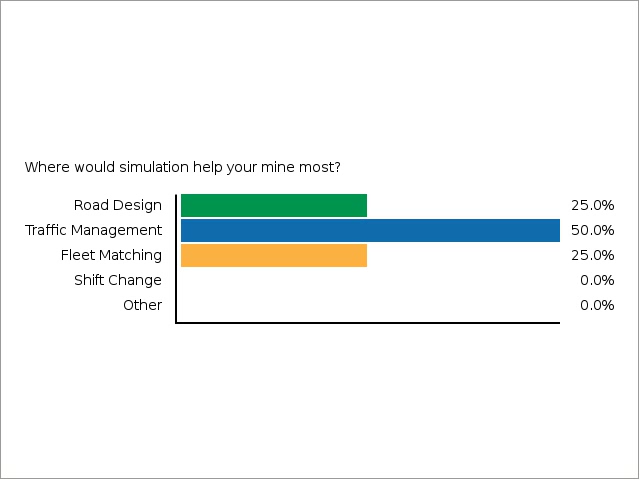 Where would simulation help your mine most?
Road Design 25.0%
Traffic Management 50.0%
Fleet Matching 25.0%
Shift Change 0.0%
Other 0.0%